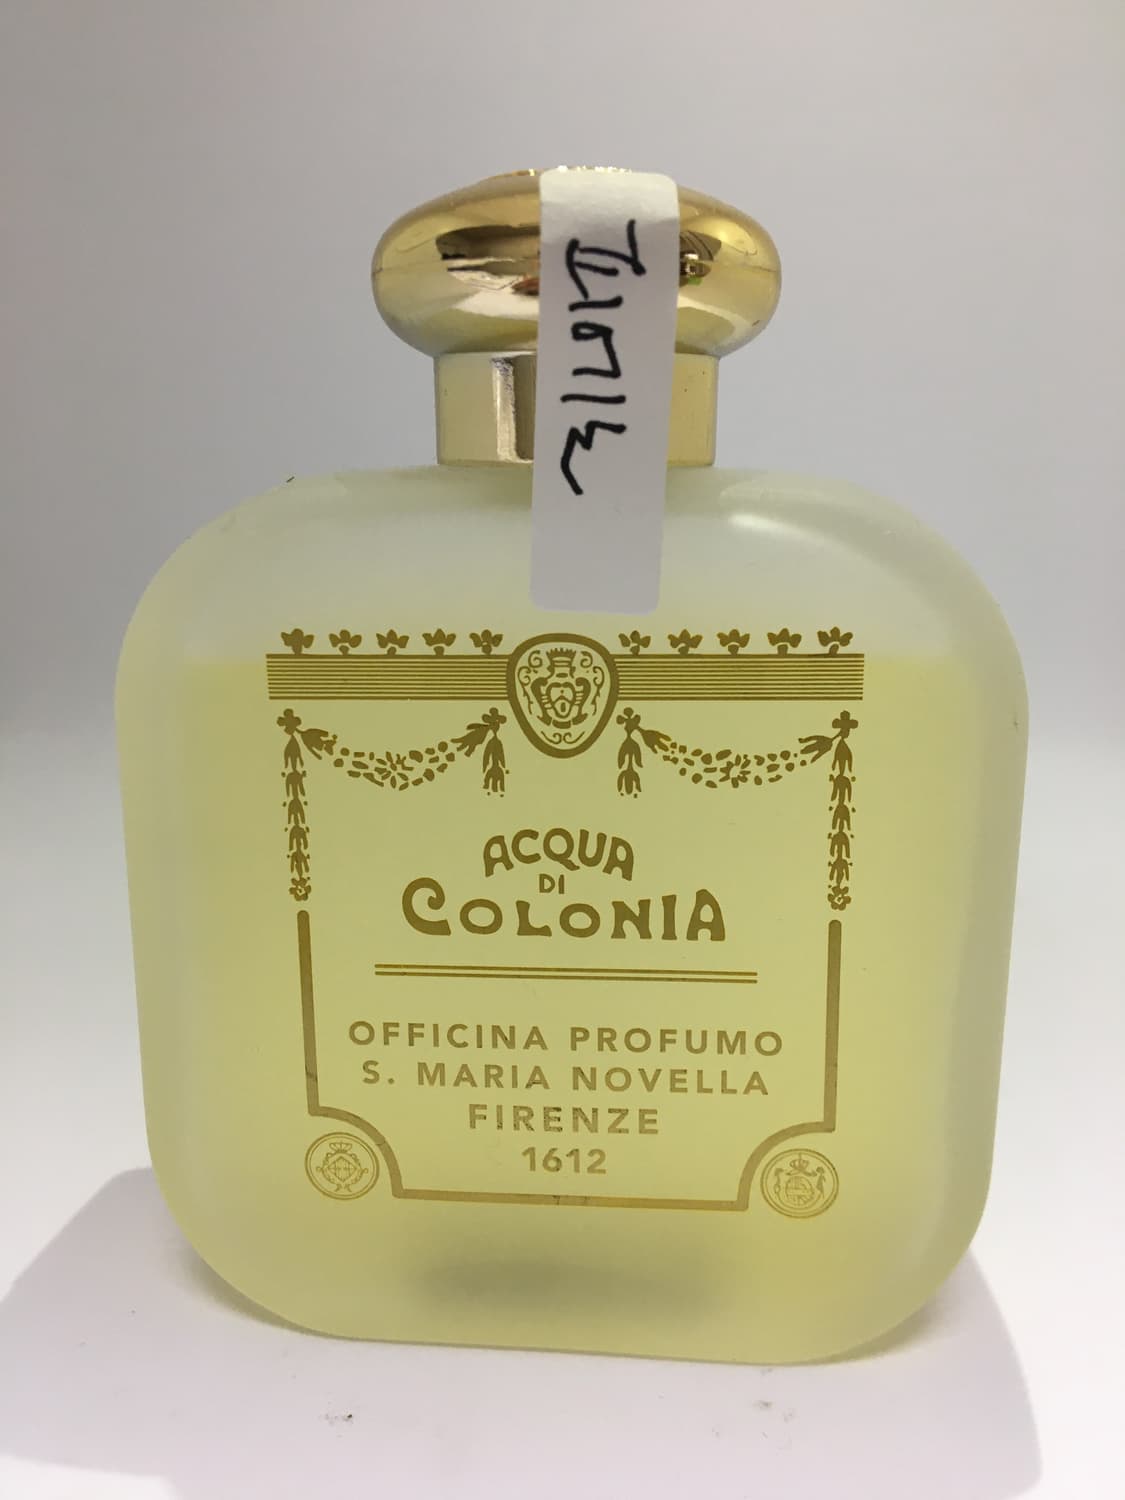 ACQUA
DI
COLONIA
OFFICINA PROFUMO
S. MARIA NOVELLA
FIRENZE
1612